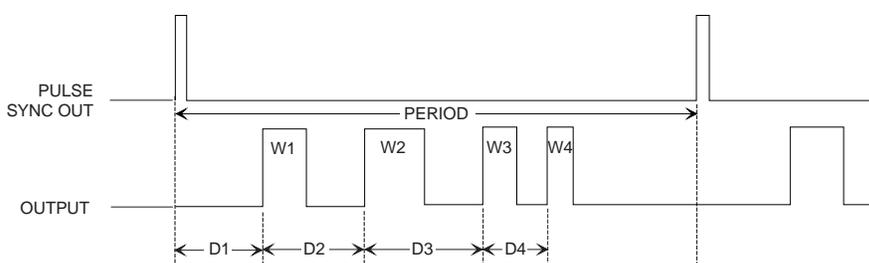 PULSE
SYNC OUT
PERIOD
W1 W2 W3 W4
OUTPUT
D1 D2 D3 D4